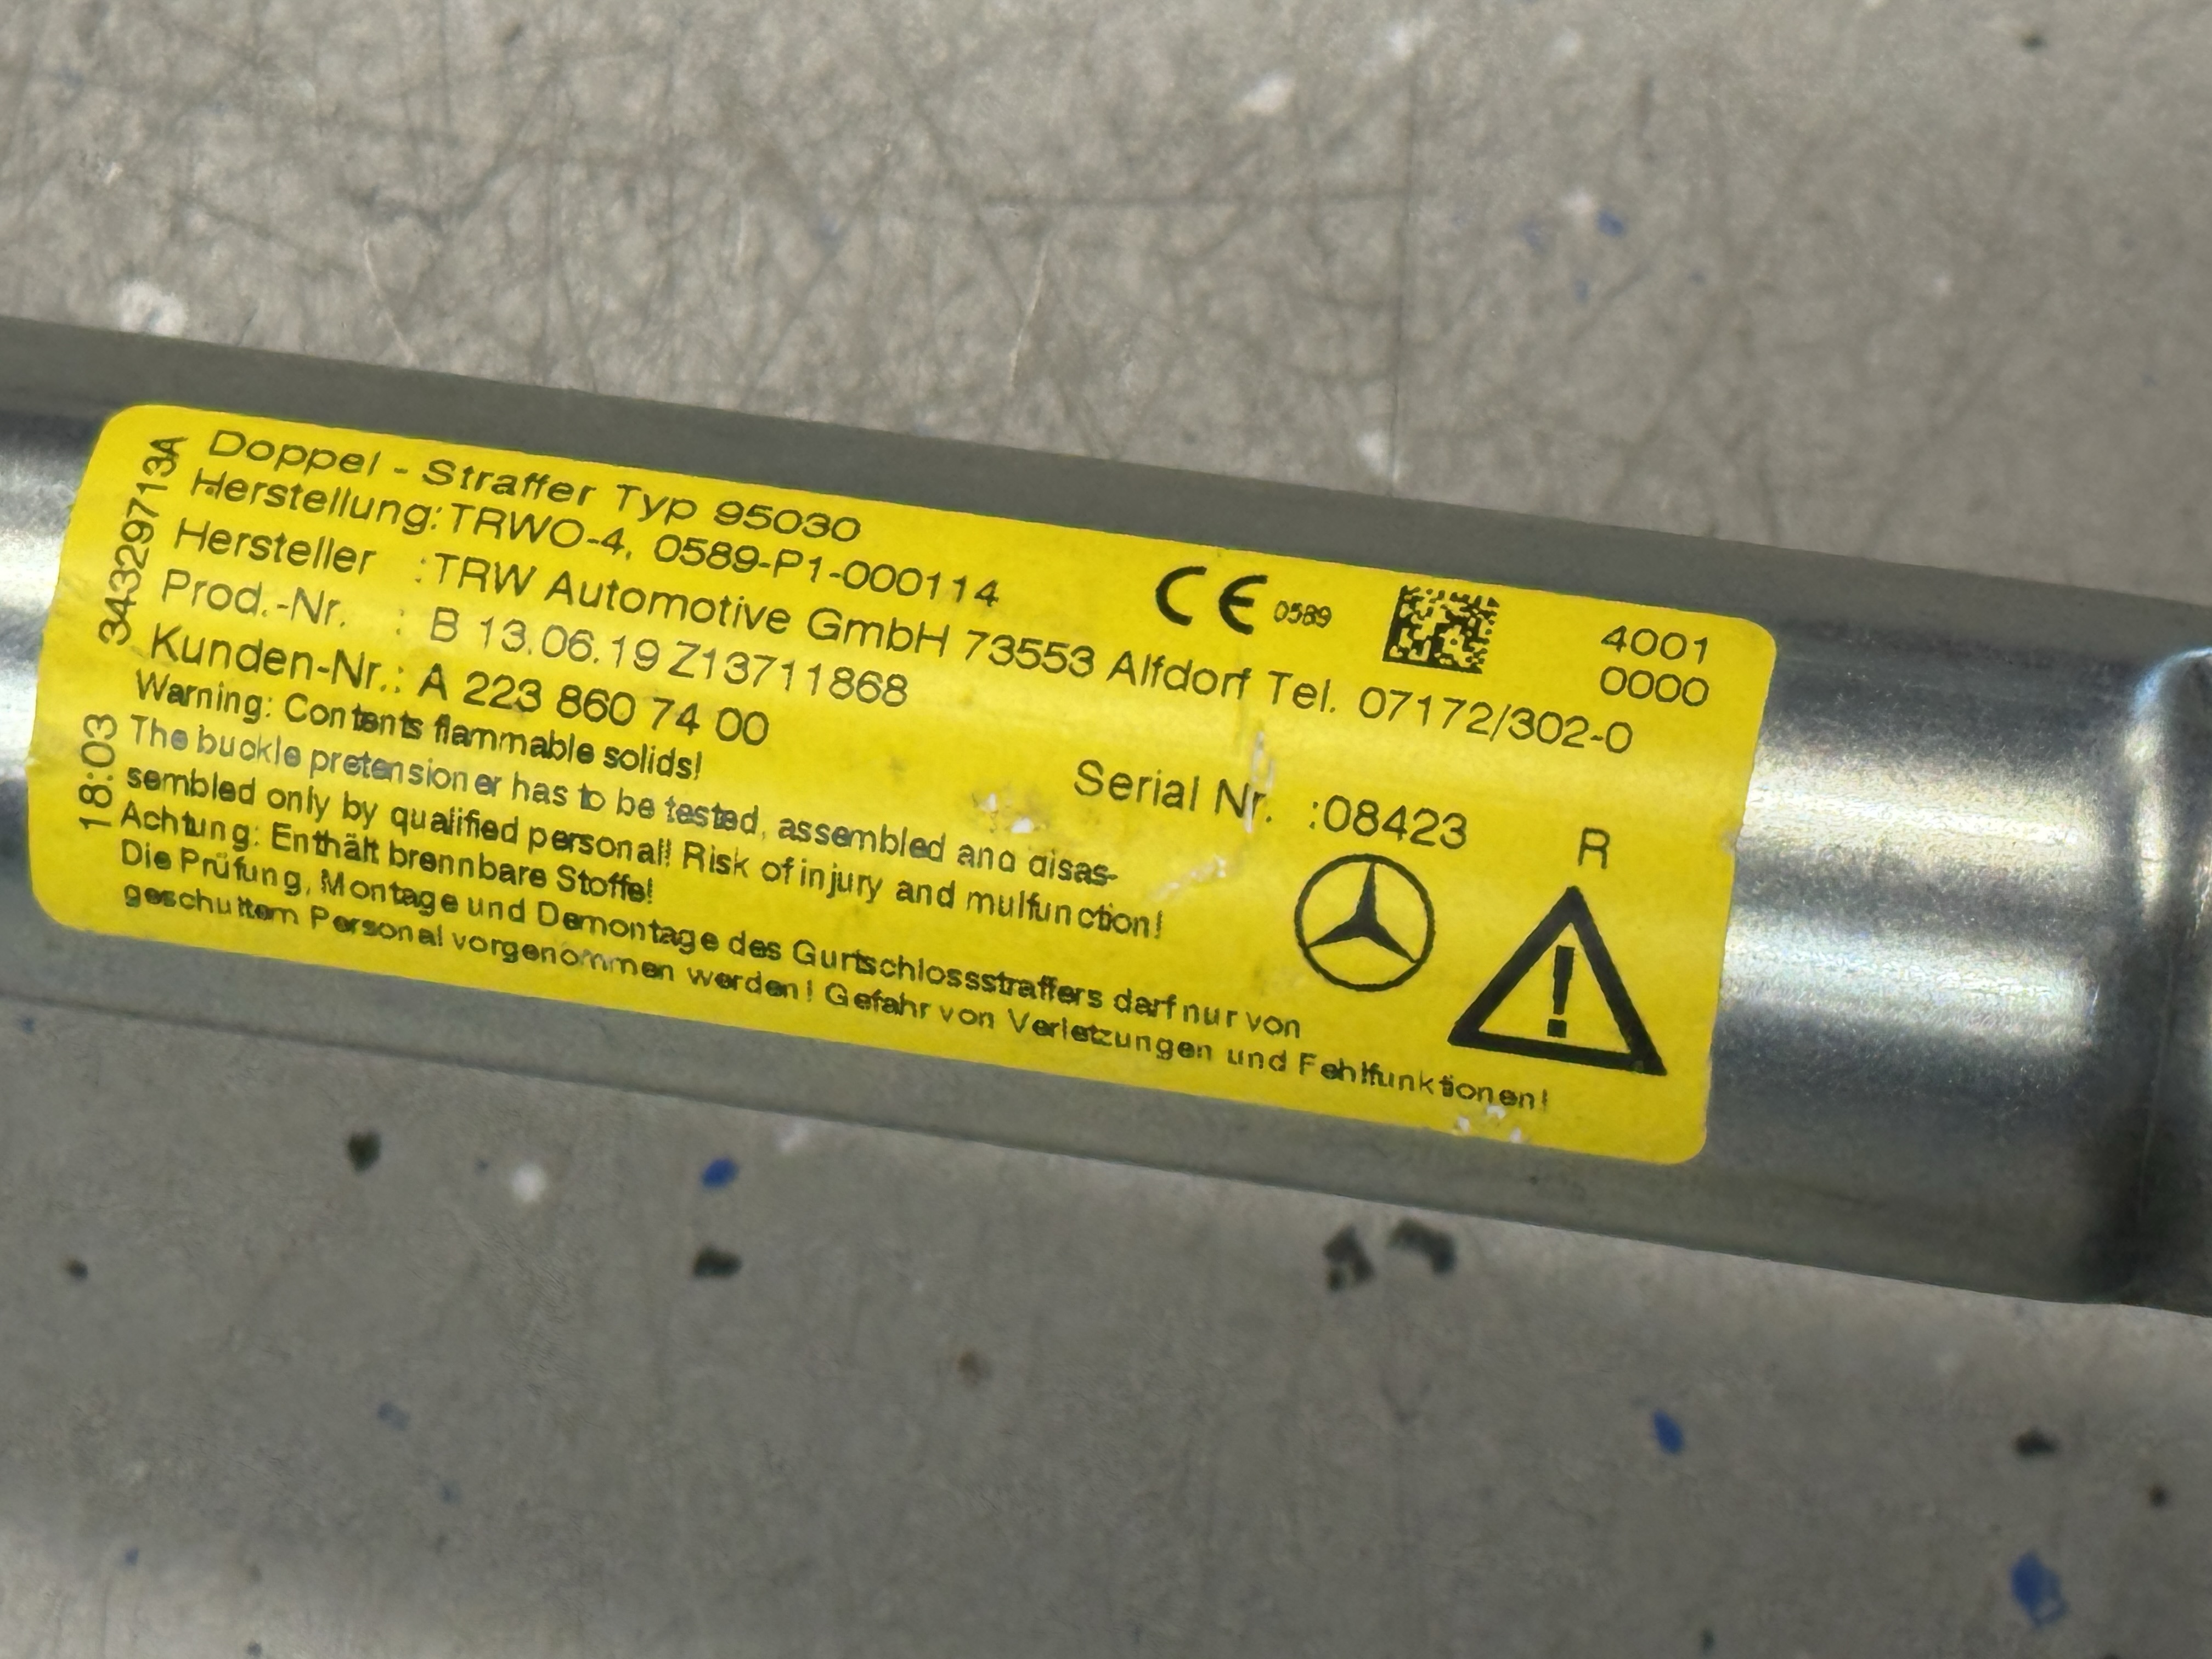 Doppel - Straffer Typ 95030
Herstellung: TRWO-4, 0589-P1-000114
Hersteller : TRW Automotive GmbH 73553 Alfdorf Tel. 07172/302-0
Prod.-Nr. : B 13.06.19 Z13711868
Kunden-Nr.: A 223 860 74 00
Warning: Contents flammable solids!
The buckle pretensioner has to be tested, assembled and disas-
sembled only by qualified personal! Risk of injury and mulfunction!
Achtung: Enthält brennbare Stoffe!
Die Prüfung, Montage und Demontage des Gurtschlossstraffers darf nur von
geschultem Personal vorgenommen werden! Gefahr von Verletzungen und Fehlfunktionen!
34329713A
18:03
CE 0589
4001
0000
Serial Nr. :08423
R
!